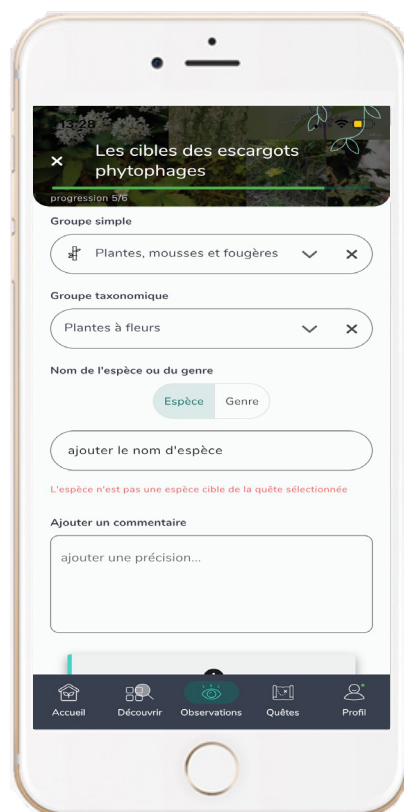 13:28
Les cibles des escargots
phytophages
progression 5/6
Groupe simple
Plantes, mousses et fougères
Groupe taxonomique
Plantes à fleurs
Nom de l'espèce ou du genre
Espèce Genre
ajouter le nom d'espèce
L'espèce n'est pas une espèce cible de la quête sélectionnée
Ajouter un commentaire
ajouter une précision...
Accueil Découvrir Observations Quêtes Profil